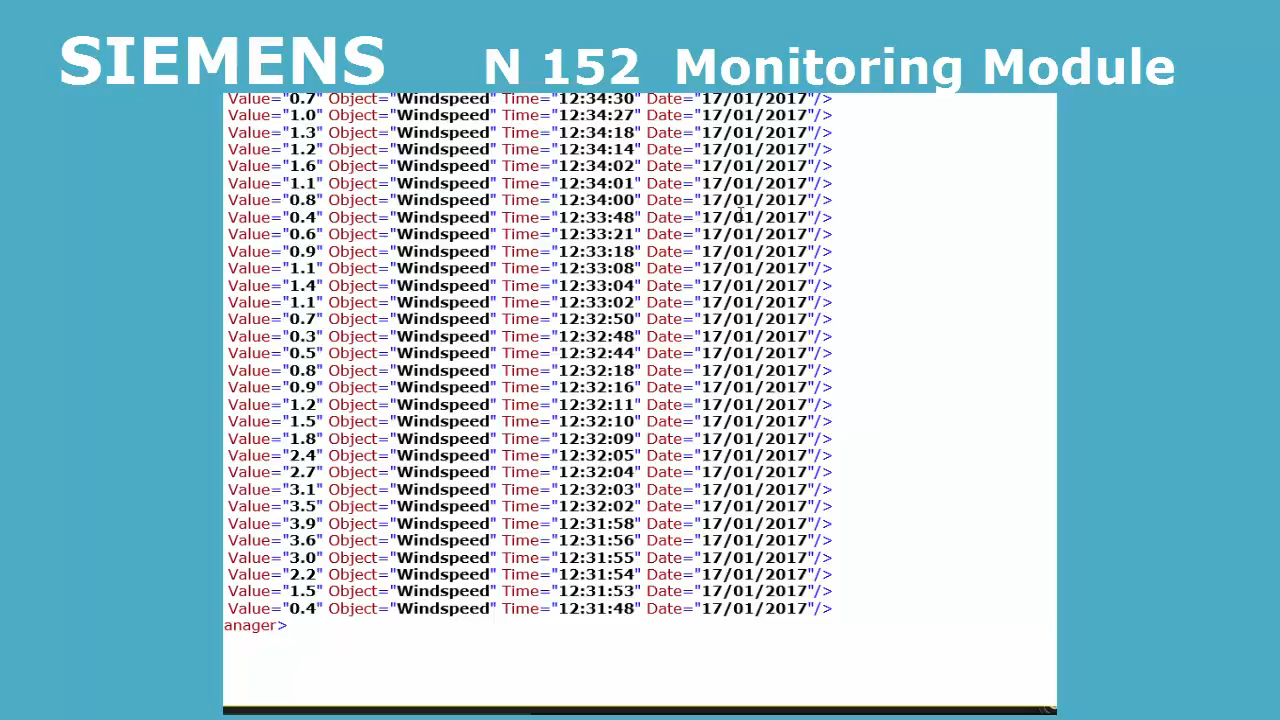 SIEMENS N 152 Monitoring Module
Value="0.7" Object="Windspeed" Time="12:34:30" Date="17/01/2017"/>
Value="1.0" Object="Windspeed" Time="12:34:27" Date="17/01/2017"/>
Value="1.3" Object="Windspeed" Time="12:34:18" Date="17/01/2017"/>
Value="1.2" Object="Windspeed" Time="12:34:14" Date="17/01/2017"/>
Value="1.6" Object="Windspeed" Time="12:34:02" Date="17/01/2017"/>
Value="1.1" Object="Windspeed" Time="12:34:01" Date="17/01/2017"/>
Value="0.8" Object="Windspeed" Time="12:34:00" Date="17/01/2017"/>
Value="0.4" Object="Windspeed" Time="12:33:48" Date="17/01/2017"/>
Value="0.6" Object="Windspeed" Time="12:33:21" Date="17/01/2017"/>
Value="0.9" Object="Windspeed" Time="12:33:18" Date="17/01/2017"/>
Value="1.1" Object="Windspeed" Time="12:33:08" Date="17/01/2017"/>
Value="1.4" Object="Windspeed" Time="12:33:04" Date="17/01/2017"/>
Value="1.1" Object="Windspeed" Time="12:33:02" Date="17/01/2017"/>
Value="0.7" Object="Windspeed" Time="12:32:50" Date="17/01/2017"/>
Value="0.3" Object="Windspeed" Time="12:32:48" Date="17/01/2017"/>
Value="0.5" Object="Windspeed" Time="12:32:44" Date="17/01/2017"/>
Value="0.8" Object="Windspeed" Time="12:32:18" Date="17/01/2017"/>
Value="0.9" Object="Windspeed" Time="12:32:16" Date="17/01/2017"/>
Value="1.2" Object="Windspeed" Time="12:32:11" Date="17/01/2017"/>
Value="1.5" Object="Windspeed" Time="12:32:10" Date="17/01/2017"/>
Value="1.8" Object="Windspeed" Time="12:32:09" Date="17/01/2017"/>
Value="2.4" Object="Windspeed" Time="12:32:05" Date="17/01/2017"/>
Value="2.7" Object="Windspeed" Time="12:32:04" Date="17/01/2017"/>
Value="3.1" Object="Windspeed" Time="12:32:03" Date="17/01/2017"/>
Value="3.5" Object="Windspeed" Time="12:32:02" Date="17/01/2017"/>
Value="3.9" Object="Windspeed" Time="12:31:58" Date="17/01/2017"/>
Value="3.6" Object="Windspeed" Time="12:31:56" Date="17/01/2017"/>
Value="3.0" Object="Windspeed" Time="12:31:55" Date="17/01/2017"/>
Value="2.2" Object="Windspeed" Time="12:31:54" Date="17/01/2017"/>
Value="1.5" Object="Windspeed" Time="12:31:53" Date="17/01/2017"/>
Value="0.4" Object="Windspeed" Time="12:31:48" Date="17/01/2017"/>
anager>